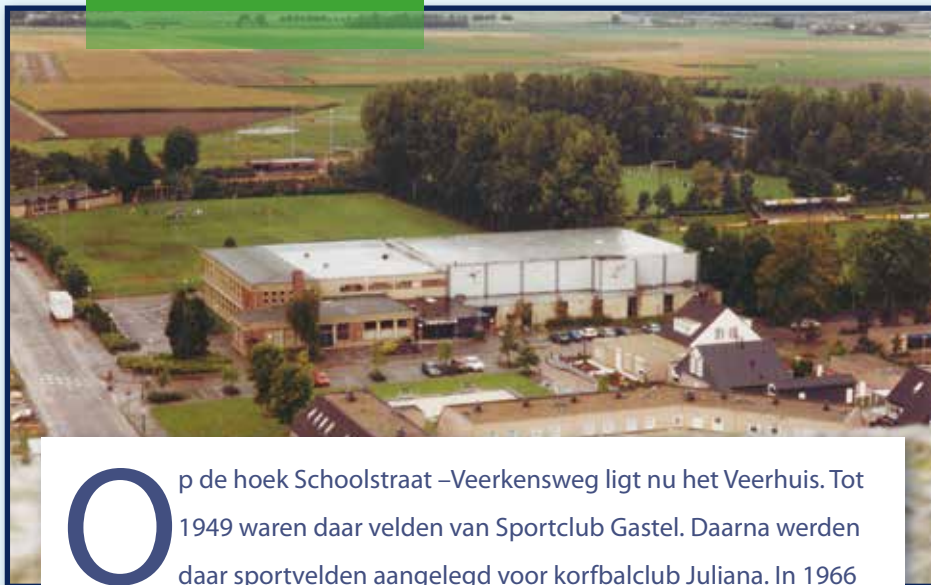 Op de hoek Schoolstraat –Veerkensweg ligt nu het Veerhuis. Tot
1949 waren daar velden van Sportclub Gastel. Daarna werden
daar sportvelden aangelegd voor korfbalclub Juliana. In 1966